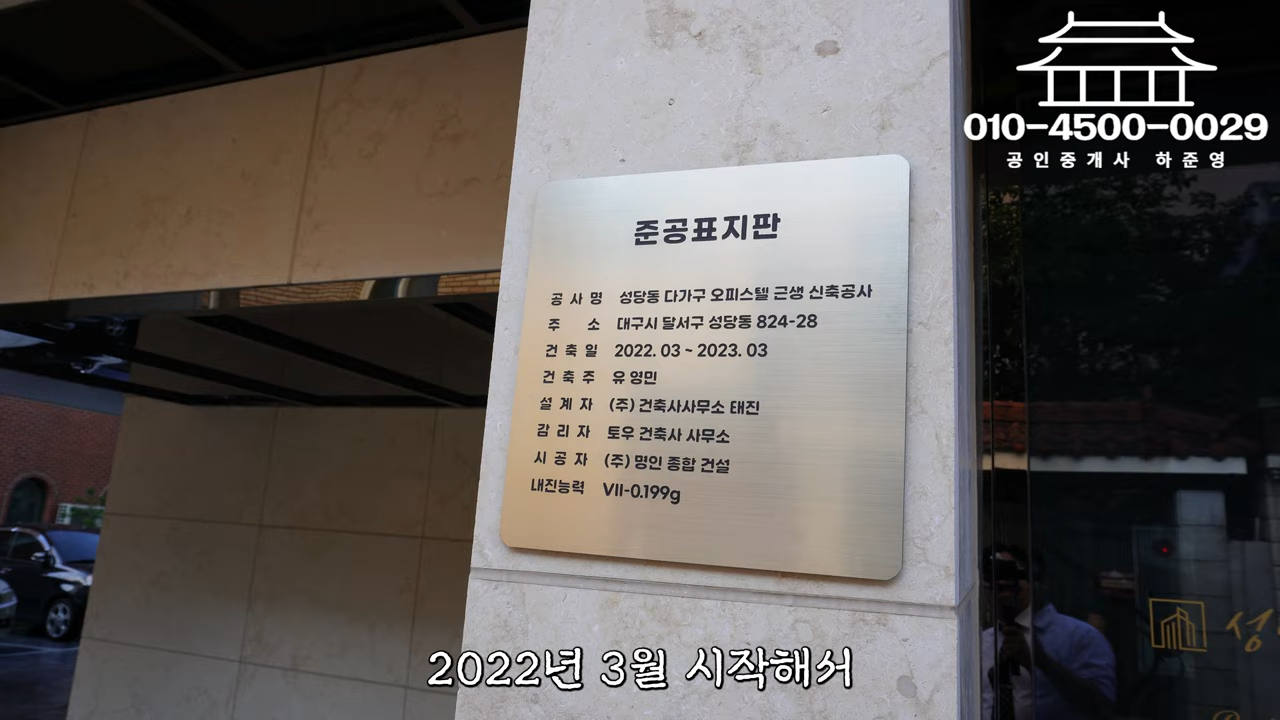 010-4500-0029
공인중개사 하준영
준공표지판
공사명 성당동 다가구 오피스텔 근생 신축공사
주소 대구시 달서구 성당동 824-28
건축일 2022. 03 ~ 2023. 03
건축주 유영민
설계자 (주) 건축사사무소 태진
감리자 토우 건축사 사무소
시공자 (주) 명인 종합 건설
내진능력 VII-0.199g
성
2022년 3월 시작해서